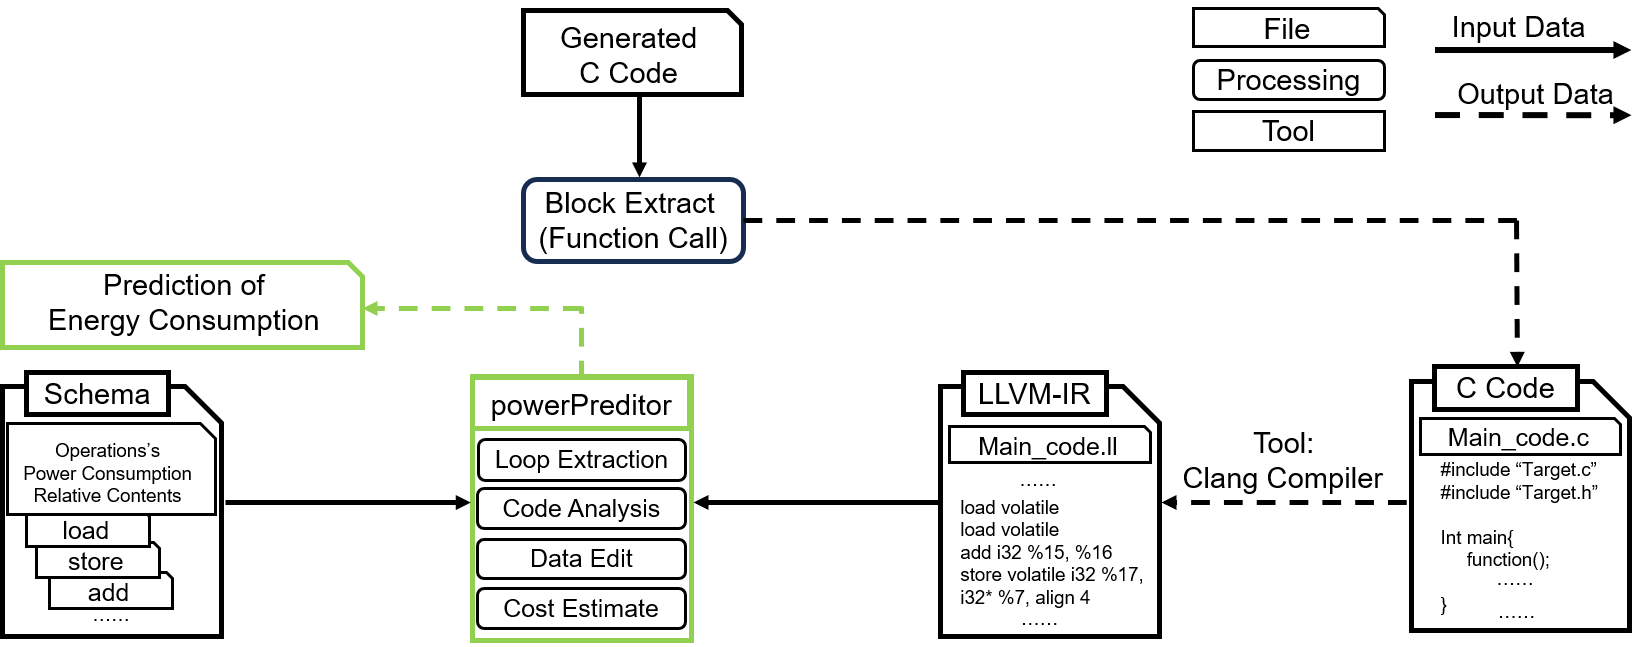 Generated
C Code
File
Processing
Tool
Input Data
Output Data
Block Extract
(Function Call)
Prediction of
Energy Consumption
Schema
Operations’s
Power Consumption
Relative Contents
load
store
add
......
powerPreditor
Loop Extraction
Code Analysis
Data Edit
Cost Estimate
LLVM-IR
Main_code.ll
......
load volatile
load volatile
add i32 %15, %16
store volatile i32 %17,
i32* %7, align 4
......
Tool:
Clang Compiler
C Code
Main_code.c
#include “Target.c”
#include “Target.h”
Int main{
function();
......
}
......